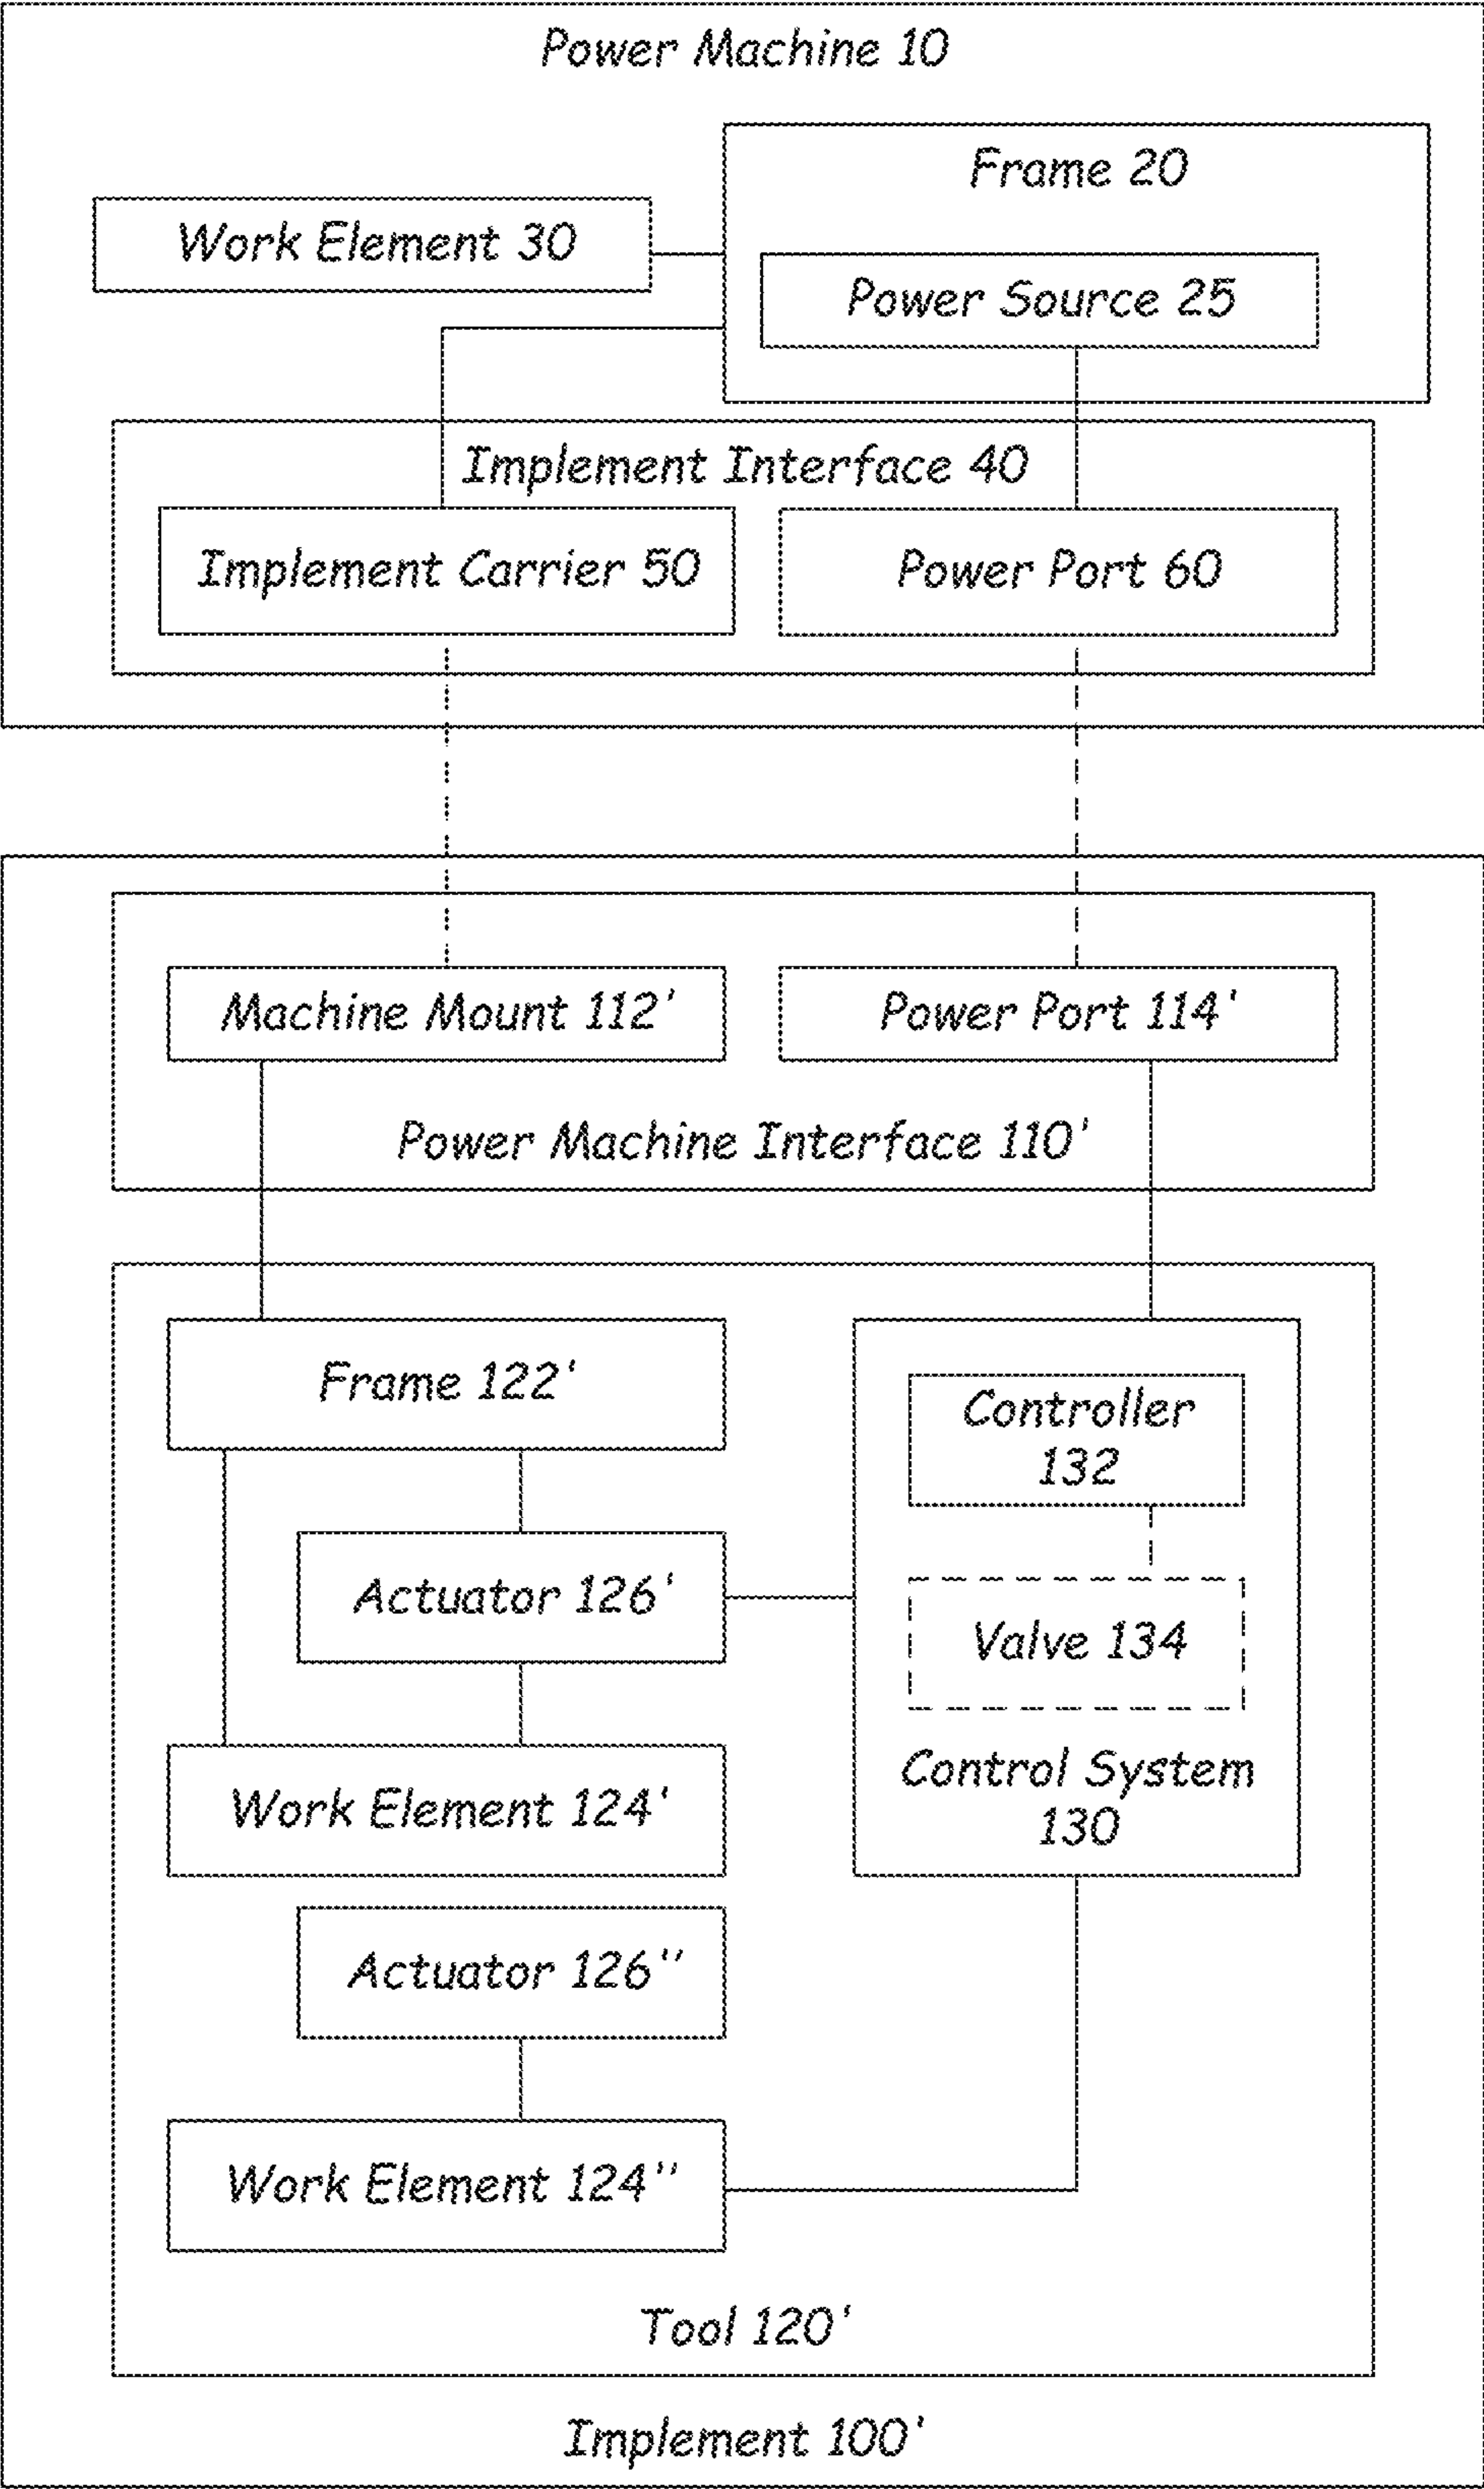 Power Machine 10
Frame 20
Work Element 30
Power Source 25
Implement Interface 40
Implement Carrier 50
Power Port 60
Machine Mount 112'
Power Port 114'
Power Machine Interface 110'
Frame 122'
Controller
132
Actuator 126'
Valve 134
Control System
130
Work Element 124'
Actuator 126''
Work Element 124''
Tool 120'
Implement 100'